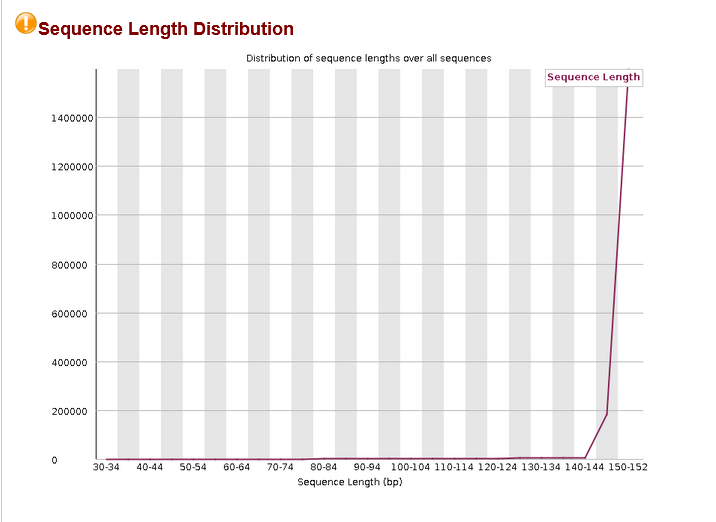 Sequence Length Distribution
Distribution of sequence lengths over all sequences
Sequence Length
1400000
1200000
1000000
800000
600000
400000
200000
0
30-34 40-44 50-54 60-64 70-74 80-84 90-94 100-104 110-114 120-124 130-134 140-144 150-152
Sequence Length (bp)